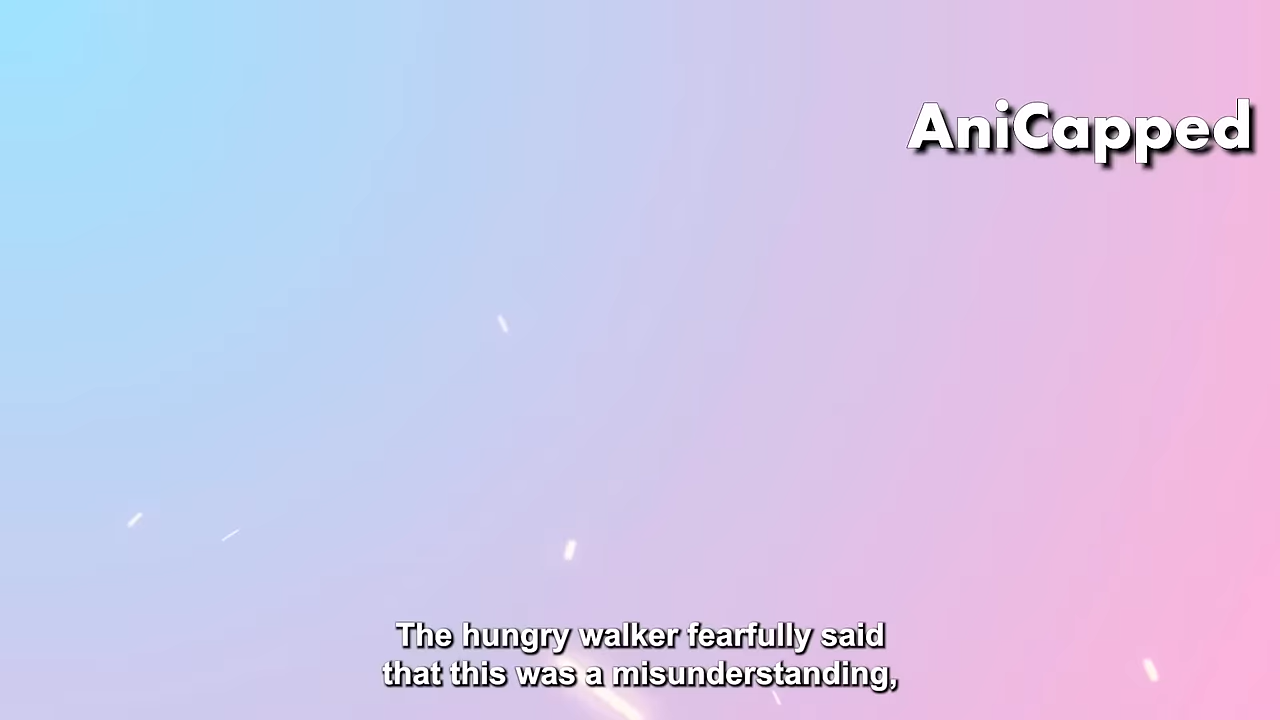 AniCapped
The hungry walker fearfully said
that this was a misunderstanding,